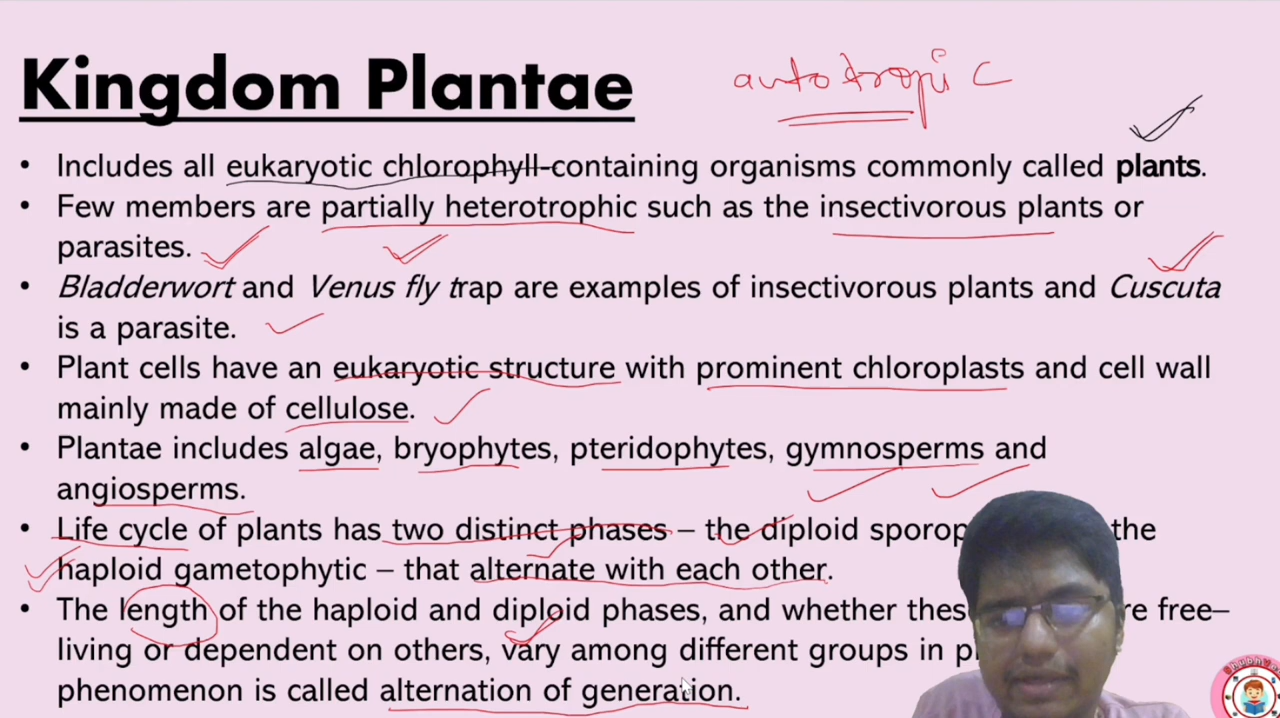 Kingdom Plantae
autotropic
• Includes all eukaryotic chlorophyll-containing organisms commonly called plants.
• Few members are partially heterotrophic such as the insectivorous plants or
parasites.
• Bladderwort and Venus fly trap are examples of insectivorous plants and Cuscuta
is a parasite.
• Plant cells have an eukaryotic structure with prominent chloroplasts and cell wall
mainly made of cellulose.
• Plantae includes algae, bryophytes, pteridophytes, gymnosperms and
angiosperms.
• Life cycle of plants has two distinct phases – the diploid the
haploid gametophytic – that alternate with each other.
• The length of the haploid and diploid phases, and whether free–
living or dependent on others, vary among different groups in
phenomenon is called alternation of generation.